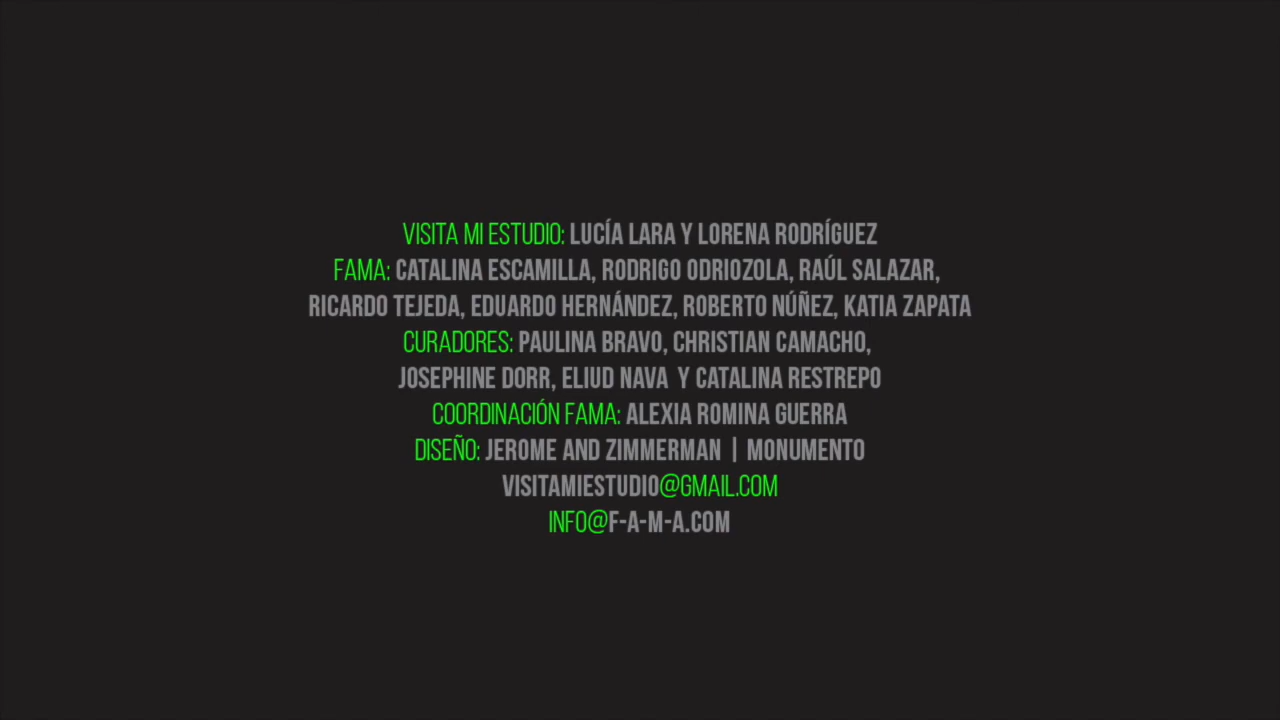 VISITA MI ESTUDIO: LUCÍA LARA Y LORENA RODRÍGUEZ
FAMA: CATALINA ESCAMILLA, RODRIGO ODRIOZOLA, RAÚL SALAZAR,
RICARDO TEJEDA, EDUARDO HERNÁNDEZ, ROBERTO NÚÑEZ, KATIA ZAPATA
CURADORES: PAULINA BRAVO, CHRISTIAN CAMACHO,
JOSEPHINE DORR, ELIUD NAVA Y CATALINA RESTREPO
COORDINACIÓN FAMA: ALEXIA ROMINA GUERRA
DISEÑO: JEROME AND ZIMMERMAN | MONUMENTO
VISITAMIESTUDIO@GMAIL.COM
INFO@F-A-M-A.COM